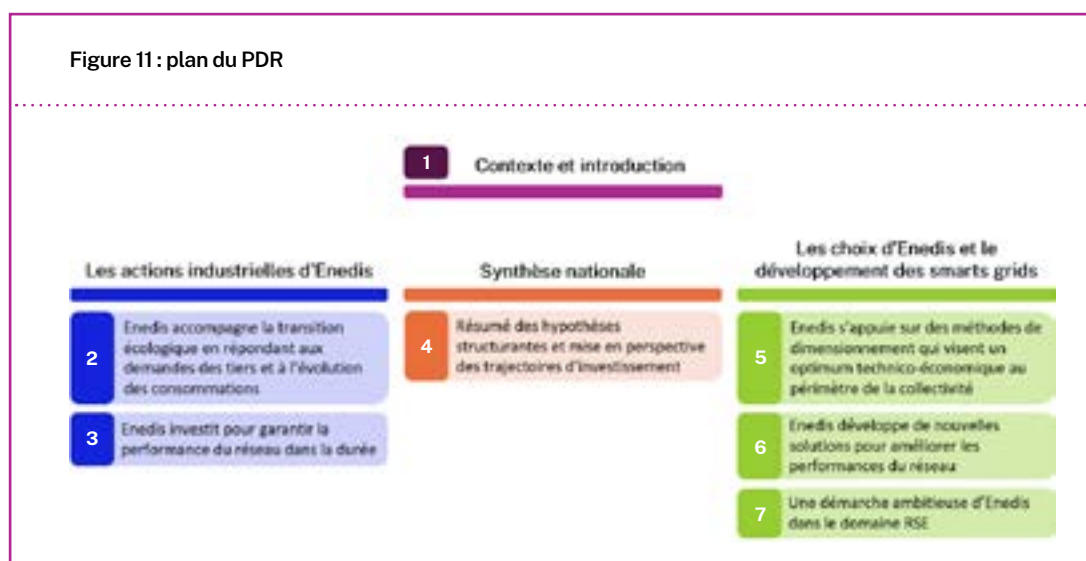 Figure 11 : plan du PDR
1
Contexte et introduction
Les actions industrielles d'Enedis
2
Enedis accompagne la transition
écologique en répondant aux
demandes des tiers et à l'évolution
des consommations
3
Enedis investit pour garantir la
performance du réseau dans la durée
Synthèse nationale
4
Résumé des hypothèses
structurantes et mise en perspective
des trajectoires d'investissement
Les choix d'Enedis et le
développement des smarts grids
5
Enedis s'appuie sur des méthodes de
dimensionnement qui visent un
optimum technico-économique au
périmètre de la collectivité
6
Enedis développe de nouvelles
solutions pour améliorer les
performances du réseau
7
Une démarche ambitieuse d'Enedis
dans le domaine RSE